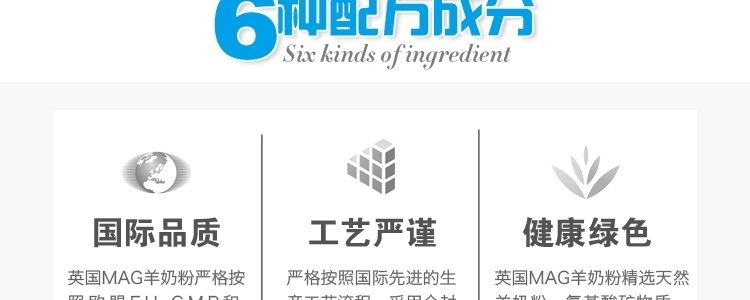 6种配方成分
Six kinds of ingredient
国际品质
工艺严谨
健康绿色
英国MAG羊奶粉严格按
严格按照国际先进的生
英国MAG羊奶粉精选天然
照欧盟EU-GMP和
产工艺流程，采用全封
羊奶粉、氨基酸矿物质